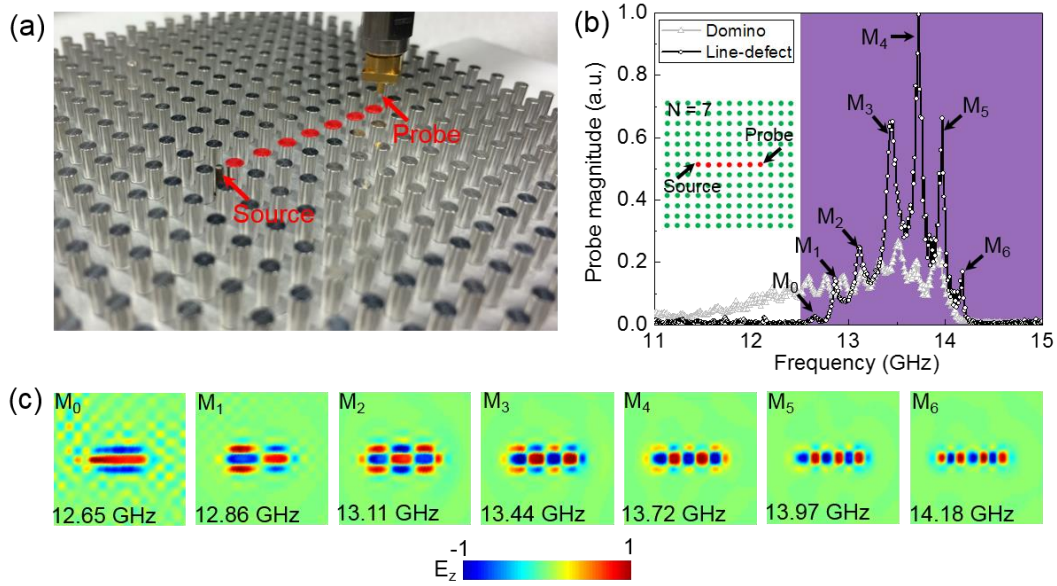 (a)
Probe
Source
(b)
Probe magnitude (a.u.)
1.0
0.8
0.6
0.4
0.2
0.0
Domino
Line-defect
N = 7
Probe
Source
M0
M1
M2
M3
M4
M5
M6
11
12
13
14
15
Frequency (GHz)
(c)
M0
M1
M2
M3
M4
M5
M6
12.65 GHz
12.86 GHz
13.11 GHz
13.44 GHz
13.72 GHz
13.97 GHz
14.18 GHz
-1
1
Ez